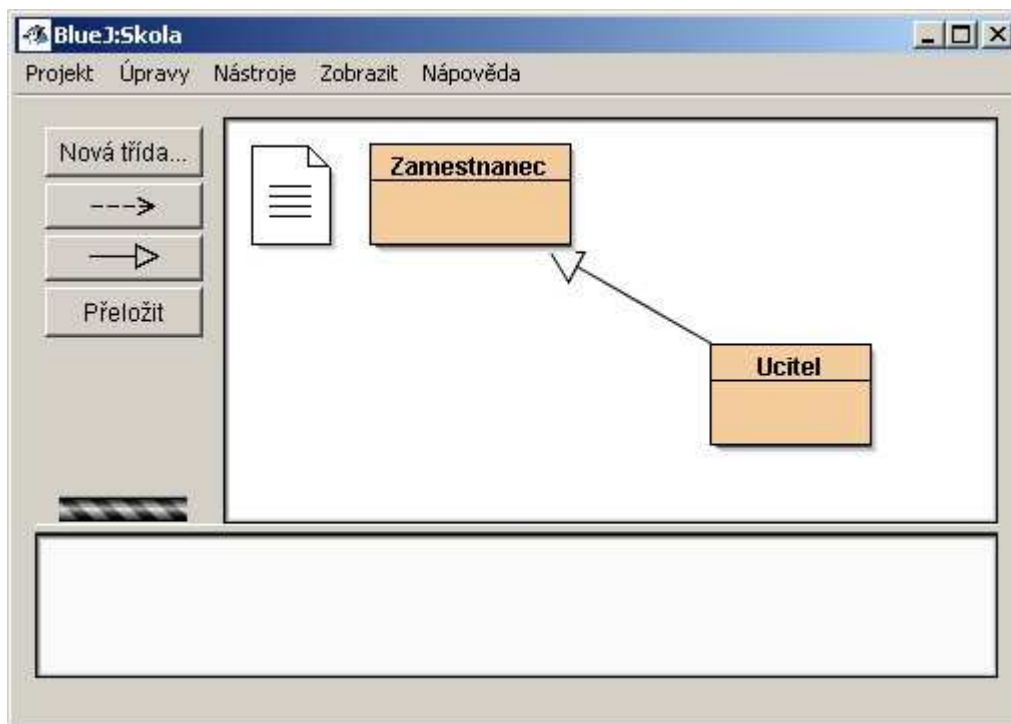 BlueJ:Skola
Projekt Úpravy Nástroje Zobrazit Nápověda
Nová třída...
Přeložit
Zamestnanec
Ucitel